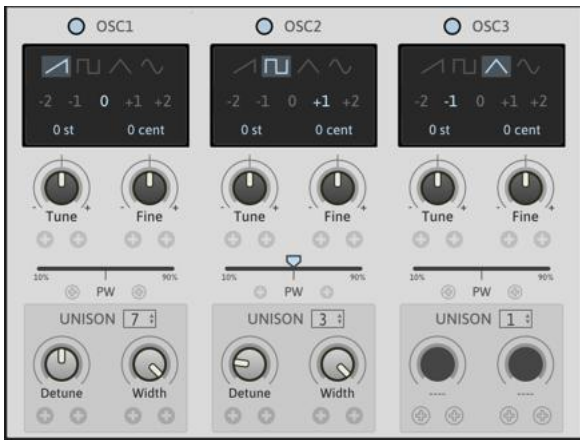 OSC1 OSC2 OSC3
-2 -1 0 +1 +2 -2 -1 0 +1 +2 -2 -1 0 +1 +2
0 st 0 cent 0 st 0 cent 0 st 0 cent
- + - + - + - + - + - +
Tune Fine Tune Fine Tune Fine
10% PW 90% 10% PW 90% 10% PW 90%
UNISON 7 UNISON 3 UNISON 1
Detune Width Detune Width ---- ----